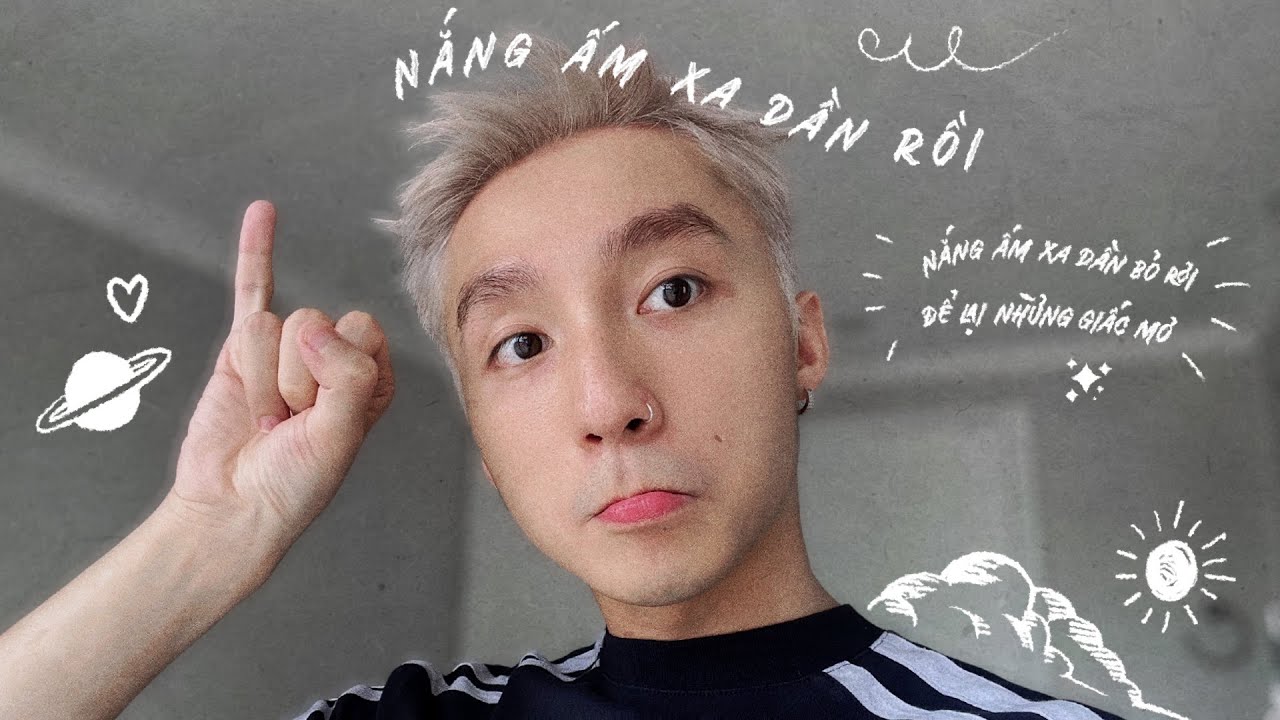 NẮNG ẤM XA DẦN RỒI
NẮNG ẤM XA DẦN BỎ RƠI
ĐỂ LẠI NHỮNG GIẤC MƠ